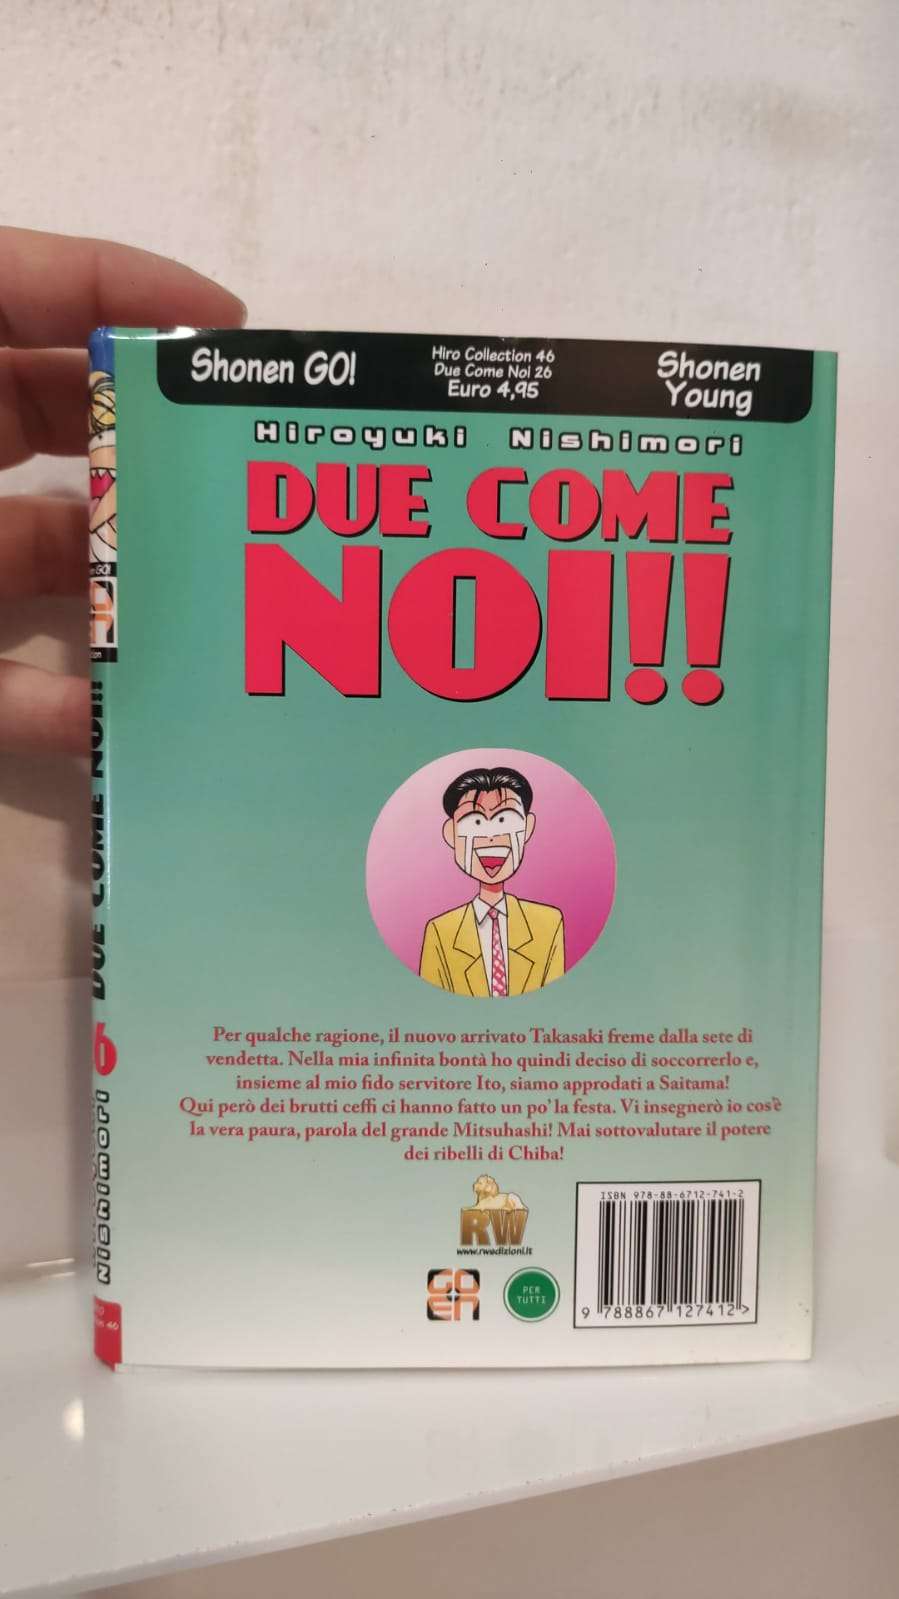 Shonen GO!
Hiro Collection 46
Due Come Noi 26
Euro 4,95
Shonen
Young
Hiroyuki Nishimori
DUE COME
NOI!!
Per qualche ragione, il nuovo arrivato Takasaki freme dalla sete di
vendetta. Nella mia infinita bontà ho quindi deciso di soccorrerlo e,
insieme al mio fido servitore Ito, siamo approdati a Saitama!
Qui però dei brutti ceffi ci hanno fatto un po' la festa. Vi insegnerò io cos'è
la vera paura, parola del grande Mitsuhashi! Mai sottovalutare il potere
dei ribelli di Chiba!
RW
www.rwedizioni.it
GOEN
PER
TUTTI
ISBN 978-88-6712-741-2
9 788867 127412 >
DUE COME NOI!!
6
Nishimori